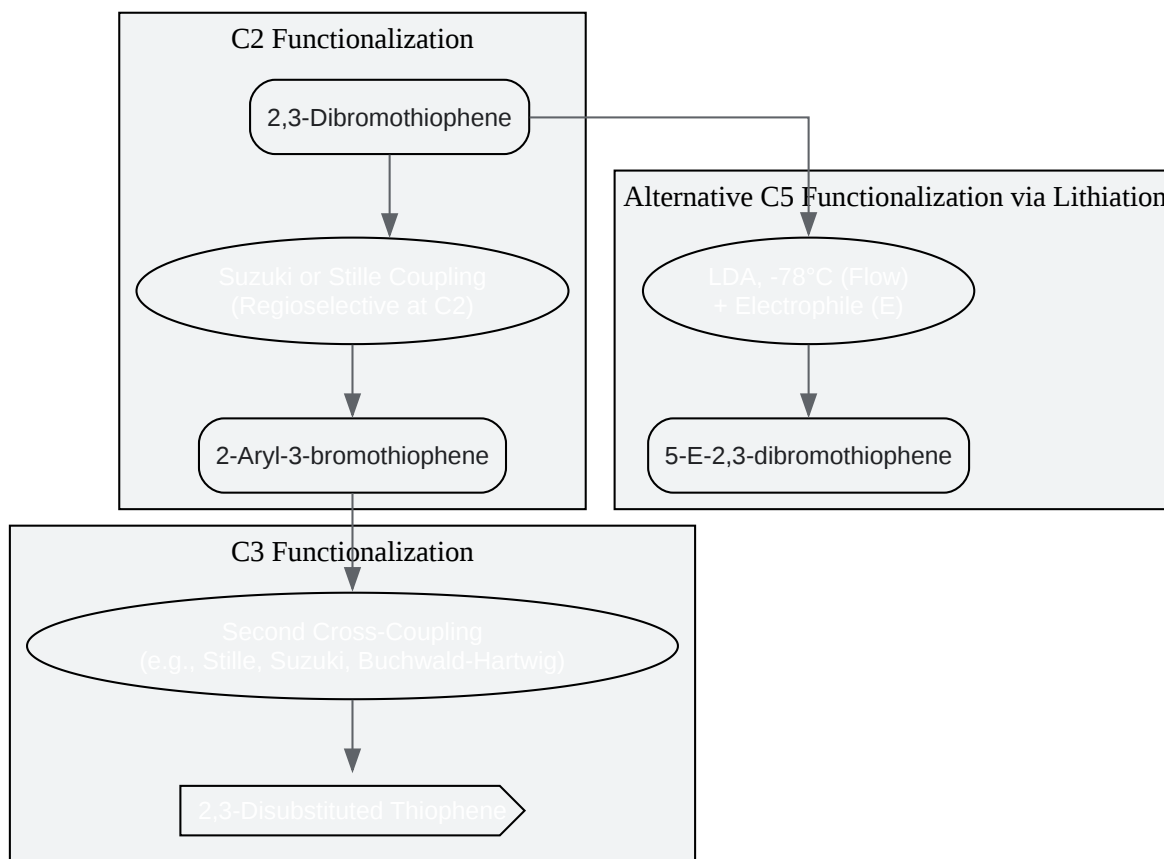 C2 Functionalization
2,3-Dibromothiophene
Suzuki or Stille Coupling
(Regioselective at C2)
2-Aryl-3-bromothiophene
Alternative C5 Functionalization via Lithiation
LDA, -78°C (Flow)
+ Electrophile (E)
5-E-2,3-dibromothiophene
C3 Functionalization
Second Cross-Coupling
(e.g., Stille, Suzuki, Buchwald-Hartwig)
2,3-Disubstituted Thiophene